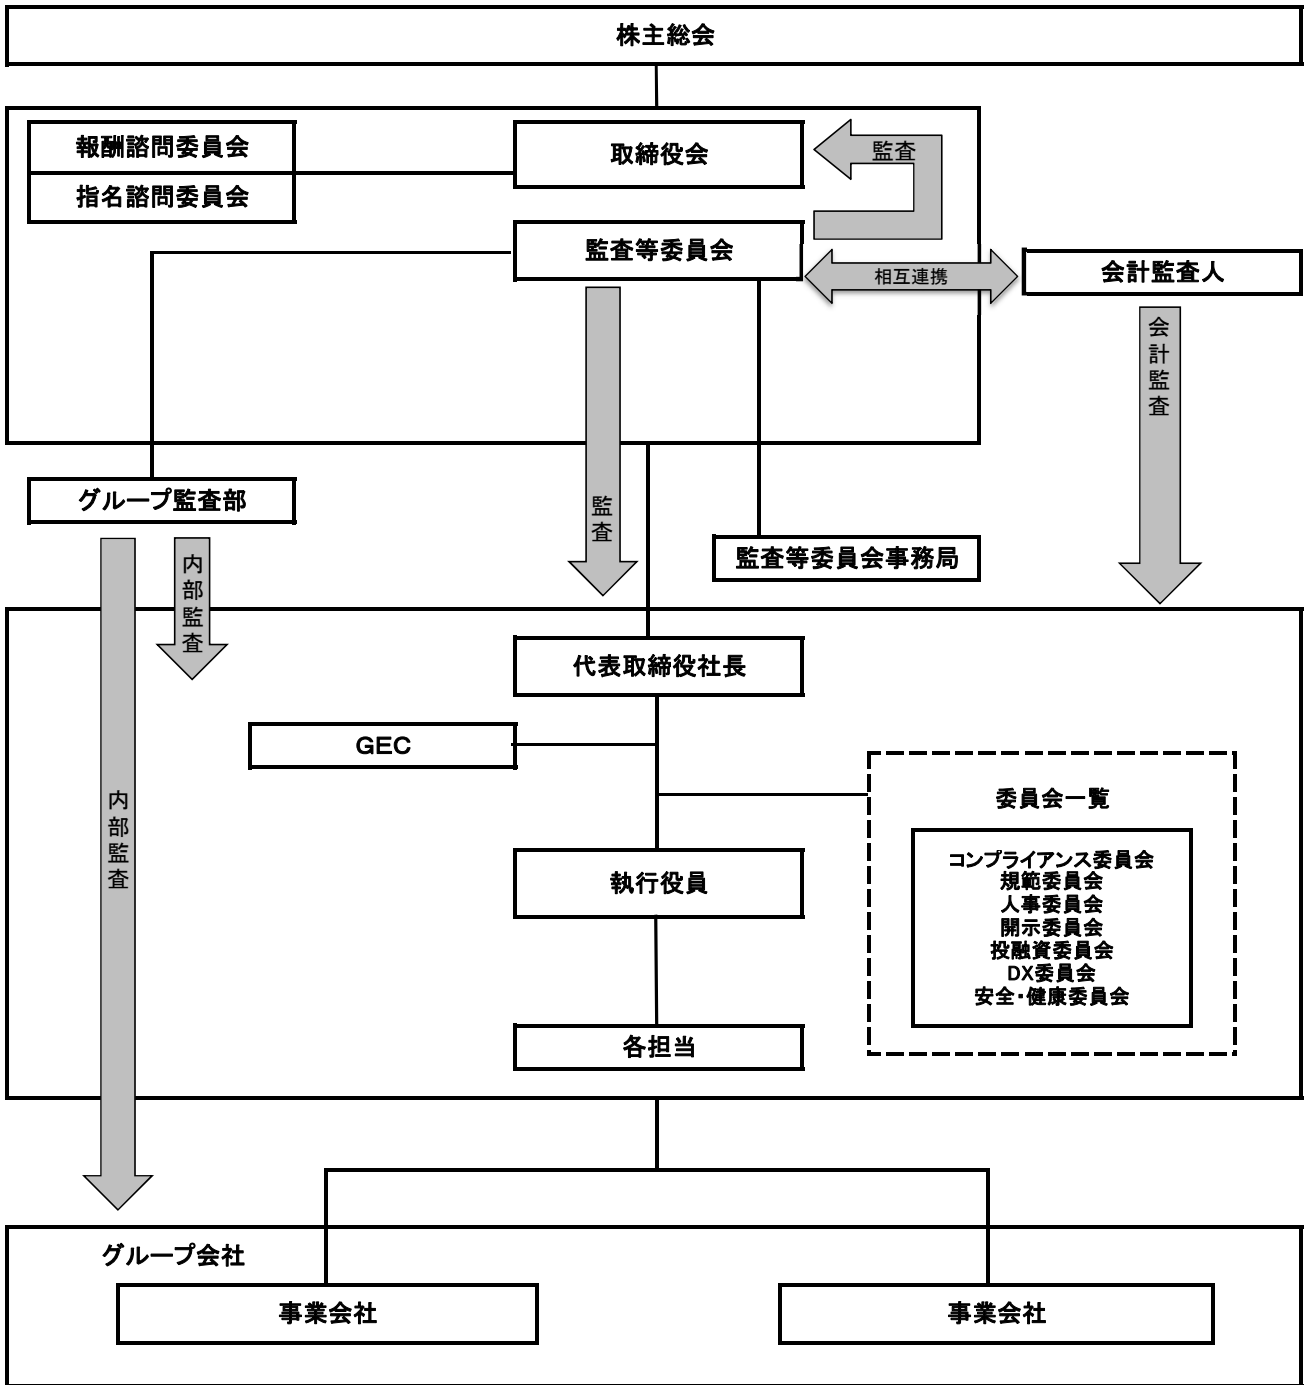 株主総会
報酬諮問委員会
指名諮問委員会
取締役会
監査
監査等委員会
相互連携
会計監査人
会計監査
グループ監査部
監査
監査等委員会事務局
内部監査
内部監査
代表取締役社長
GEC
委員会一覧
コンプライアンス委員会
規範委員会
人事委員会
開示委員会
投融資委員会
DX委員会
安全・健康委員会
執行役員
各担当
グループ会社
事業会社
事業会社